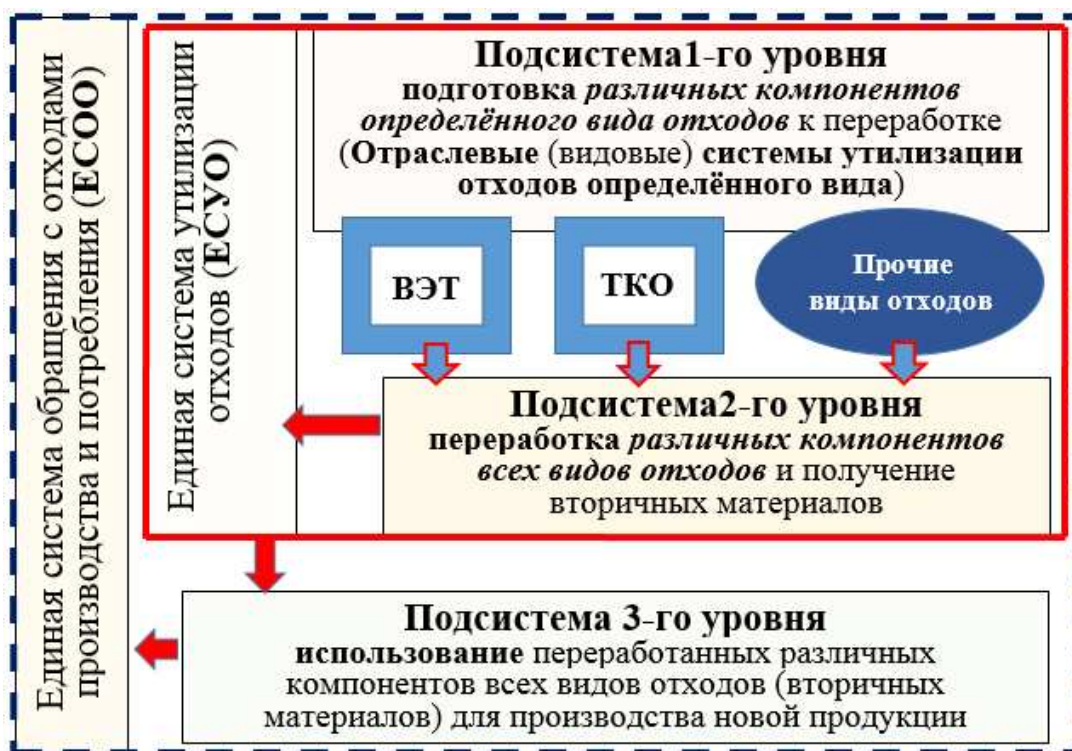 Единая система обращения с отходами
производства и потребления (ЕСОО)
Единая система утилизации
отходов (ЕСУО)
Подсистема1-го уровня
подготовка различных компонентов
определённого вида отходов к переработке
(Отраслевые (видовые) системы утилизации
отходов определённого вида)
ВЭТ
ТКО
Прочие
виды отходов
Подсистема2-го уровня
переработка различных компонентов
всех видов отходов и получение
вторичных материалов
Подсистема 3-го уровня
использование переработанных различных
компонентов всех видов отходов (вторичных
материалов) для производства новой продукции